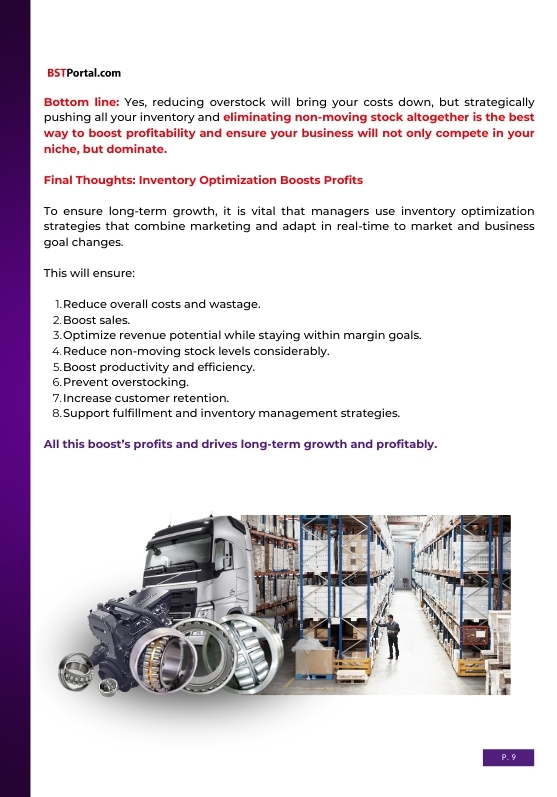 BSTPortal.com
Bottom line: Yes, reducing overstock will bring your costs down, but strategically
pushing all your inventory and eliminating non-moving stock altogether is the best
way to boost profitability and ensure your business will not only compete in your
niche, but dominate.
Final Thoughts: Inventory Optimization Boosts Profits
To ensure long-term growth, it is vital that managers use inventory optimization
strategies that combine marketing and adapt in real-time to market and business
goal changes.
This will ensure:
1.Reduce overall costs and wastage.
2.Boost sales.
3.Optimize revenue potential while staying within margin goals.
4.Reduce non-moving stock levels considerably.
5.Boost productivity and efficiency.
6.Prevent overstocking.
7.Increase customer retention.
8.Support fulfillment and inventory management strategies.
All this boost’s profits and drives long-term growth and profitably.
P. 9